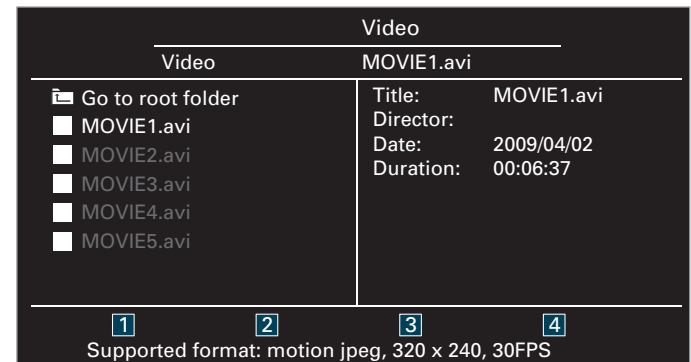 Video
Video MOVIE1.avi
Go to root folder
MOVIE1.avi
MOVIE2.avi
MOVIE3.avi
MOVIE4.avi
MOVIE5.avi
Title: MOVIE1.avi
Director:
Date: 2009/04/02
Duration: 00:06:37
1 2 3 4
Supported format: motion jpeg, 320 x 240, 30FPS